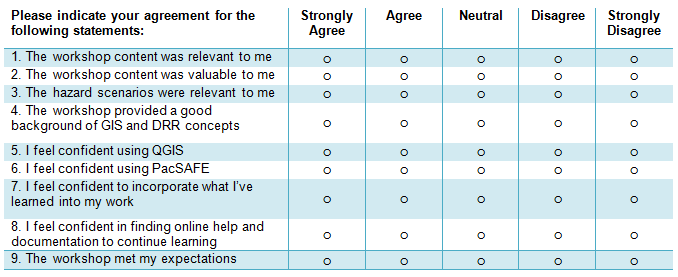 Please indicate your agreement for the following statements: Strongly Agree Agree Neutral Disagree Strongly Disagree
1. The workshop content was relevant to me
2. The workshop content was valuable to me
3. The hazard scenarios were relevant to me
4. The workshop provided a good
background of GIS and DRR concepts
5. I feel confident using QGIS
6. I feel confident using PacSAFE
7. I feel confident to incorporate what I've
learned into my work
8. I feel confident in finding online help and
documentation to continue learning
9. The workshop met my expectations